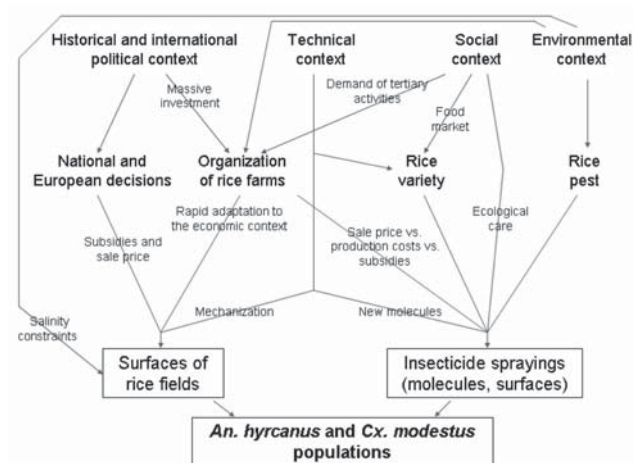 Historical and international
political context
Technical
context
Social
context
Environmental
context
Massive
investment
Demand of tertiary
activities
Food
market
National and
European decisions
Organization
of rice farms
Rice
variety
Rice
pest
Rapid adaptation to
the economic context
Subsidies and
sale price
Sale price vs.
production costs vs.
subsidies
Ecological
care
Salinity
constraints
Mechanization
New molecules
Surfaces of
rice fields
Insecticide sprayings
(molecules, surfaces)
An. hyrcanus and Cx. modestus
populations